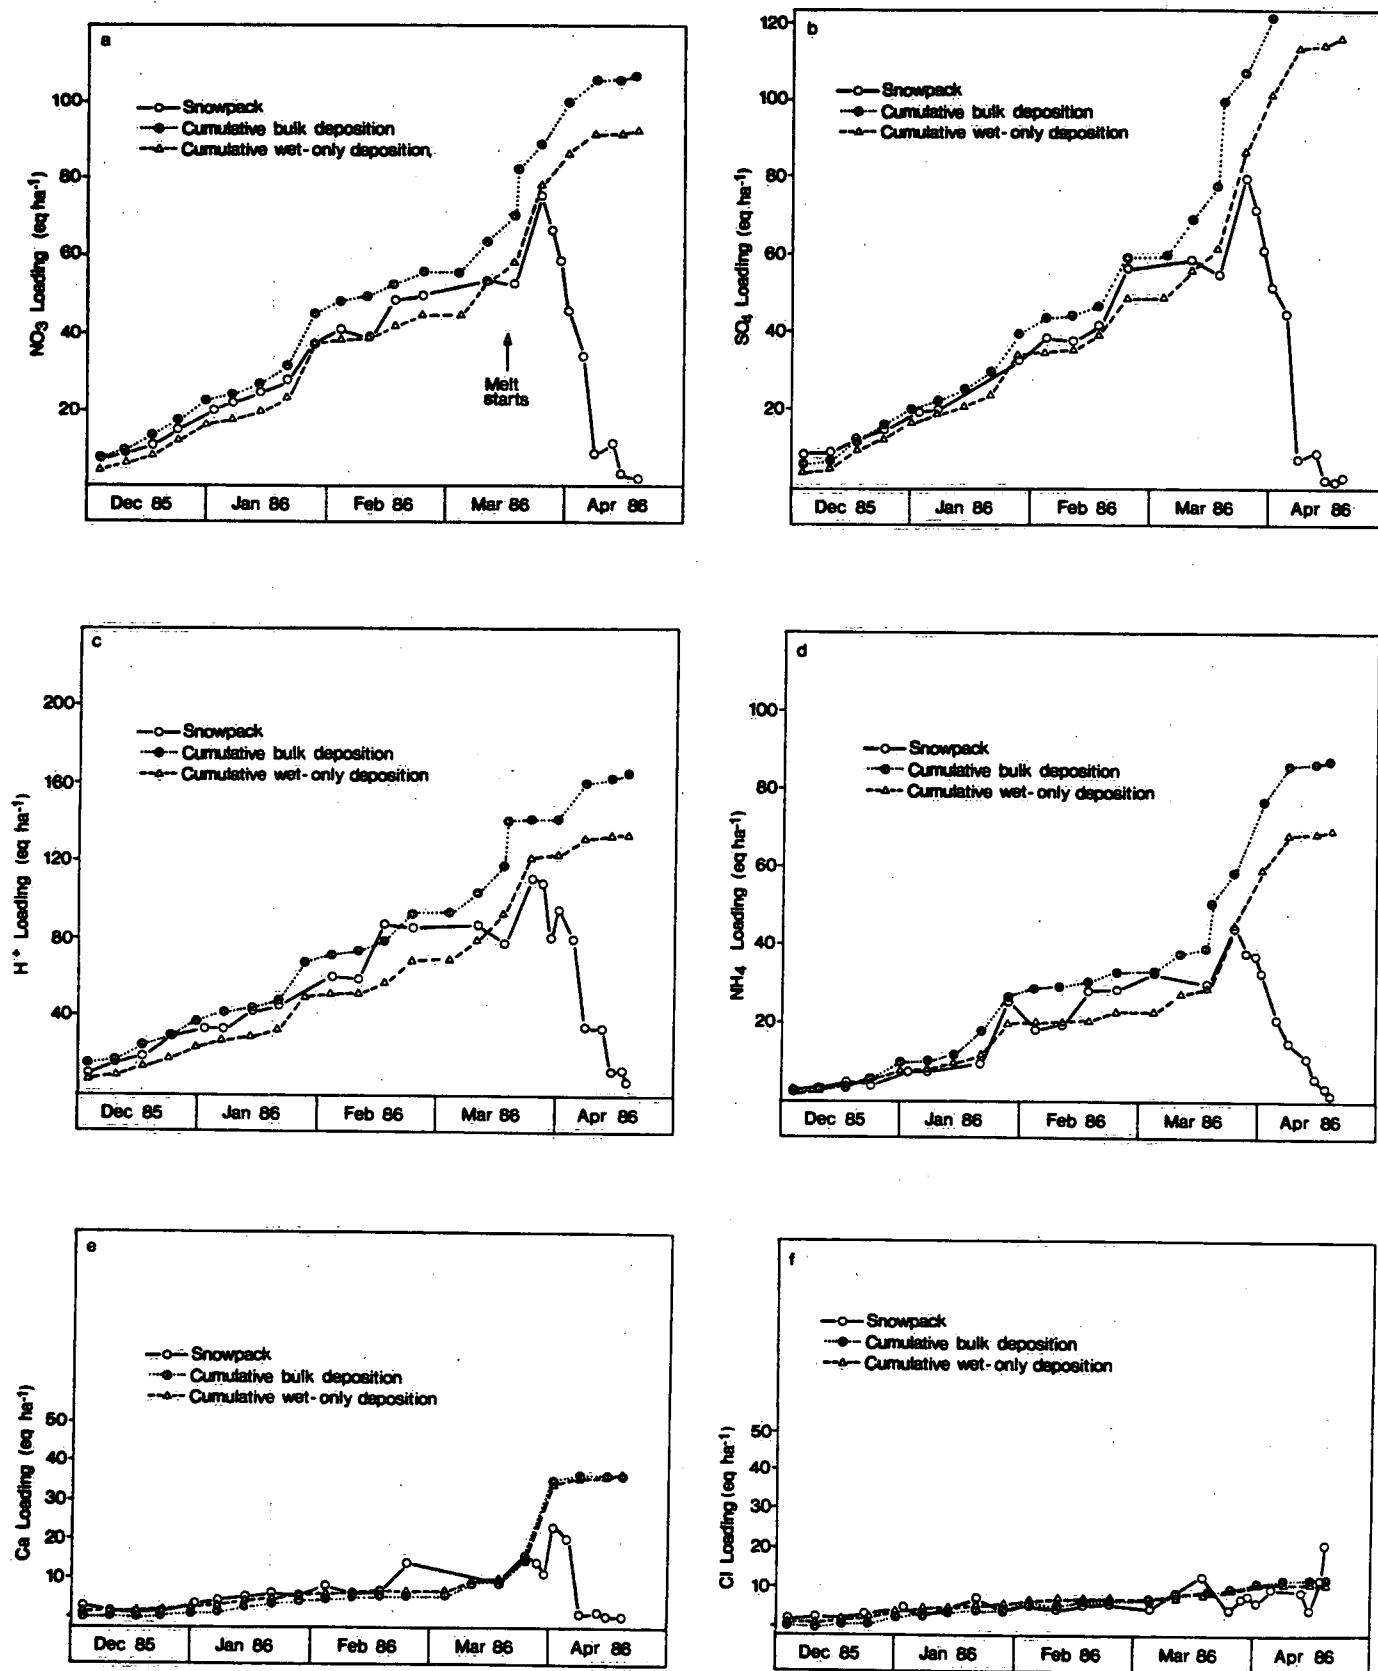 a
Snowpack
Cumulative bulk deposition
Cumulative wet-only deposition
NO3 Loading (eq ha-1)
100
80
60
40
20
Melt
starts
Dec 85 Jan 86 Feb 86 Mar 86 Apr 86
b
Snowpack
Cumulative bulk deposition
Cumulative wet-only deposition
SO4 Loading (eq ha-1)
120
100
80
60
40
20
Dec 85 Jan 86 Feb 86 Mar 86 Apr 86
c
Snowpack
Cumulative bulk deposition
Cumulative wet-only deposition
H+ Loading (eq ha-1)
200
160
120
80
40
Dec 85 Jan 86 Feb 86 Mar 86 Apr 86
d
Snowpack
Cumulative bulk deposition
Cumulative wet-only deposition
NH4 Loading (eq ha-1)
100
80
60
40
20
Dec 85 Jan 86 Feb 86 Mar 86 Apr 86
e
Snowpack
Cumulative bulk deposition
Cumulative wet-only deposition
Ca Loading (eq ha-1)
50
40
30
20
10
Dec 85 Jan 86 Feb 86 Mar 86 Apr 86
f
Snowpack
Cumulative bulk deposition
Cumulative wet-only deposition
Cl Loading (eq ha-1)
50
40
30
20
10
Dec 85 Jan 86 Feb 86 Mar 86 Apr 86